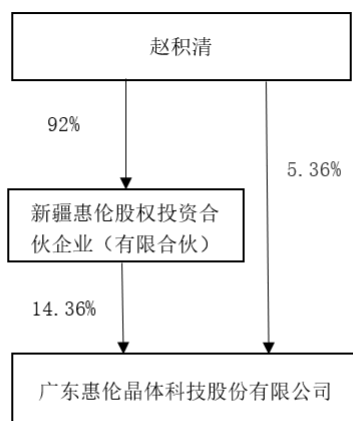 赵积清
92%
5.36%
新疆惠伦股权投资合
伙企业（有限合伙）
14.36%
广东惠伦晶体科技股份有限公司